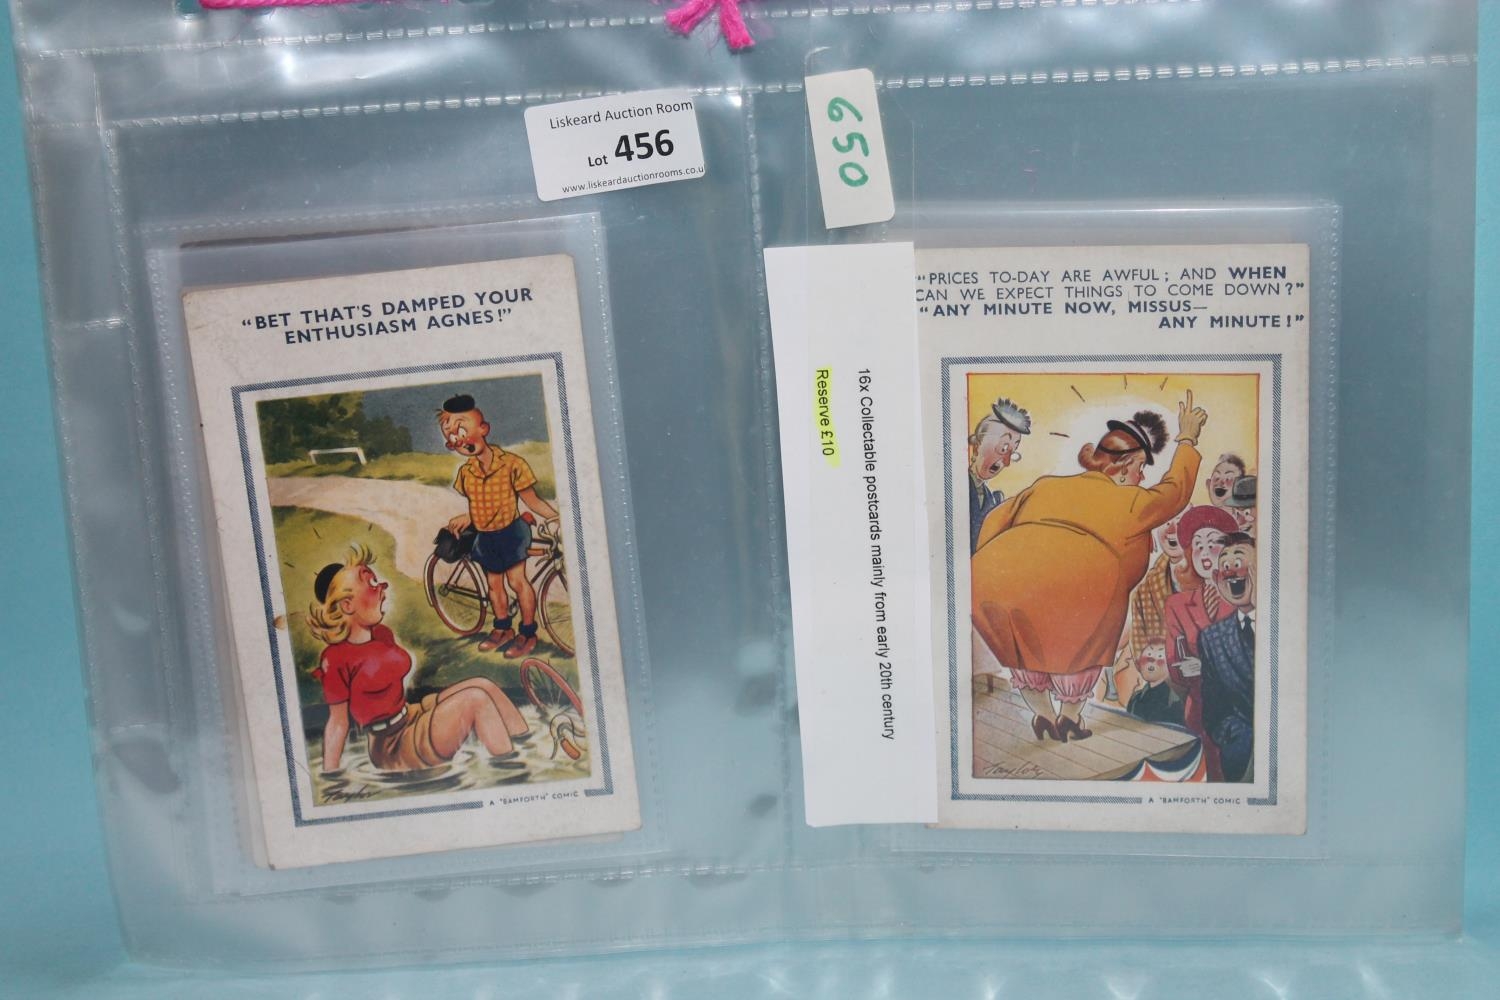 Liskeard Auction Room
Lot 456
www.liskeardauctionrooms.co.u
650
"BET THAT'S DAMPED YOUR
ENTHUSIASM AGNES!"
Taylor
A "BAMFORTH" COMIC
16x Collectable postcards mainly from early 20th century
Reserve £10
"PRICES TO-DAY ARE AWFUL; AND WHEN
CAN WE EXPECT THINGS TO COME DOWN?"
"ANY MINUTE NOW, MISSUS—
ANY MINUTE!"
Taylor
A "BAMFORTH" COMIC